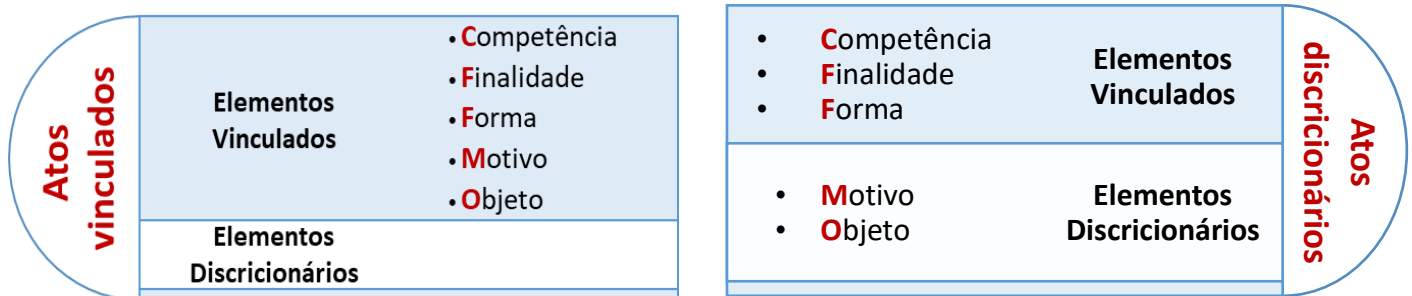 Atos
vinculados
Elementos
Vinculados
• Competência
• Finalidade
• Forma
• Motivo
• Objeto
Elementos
Discricionários
• Competência
• Finalidade
• Forma
Elementos
Vinculados
• Motivo
• Objeto
Elementos
Discricionários
Atos
discricionários